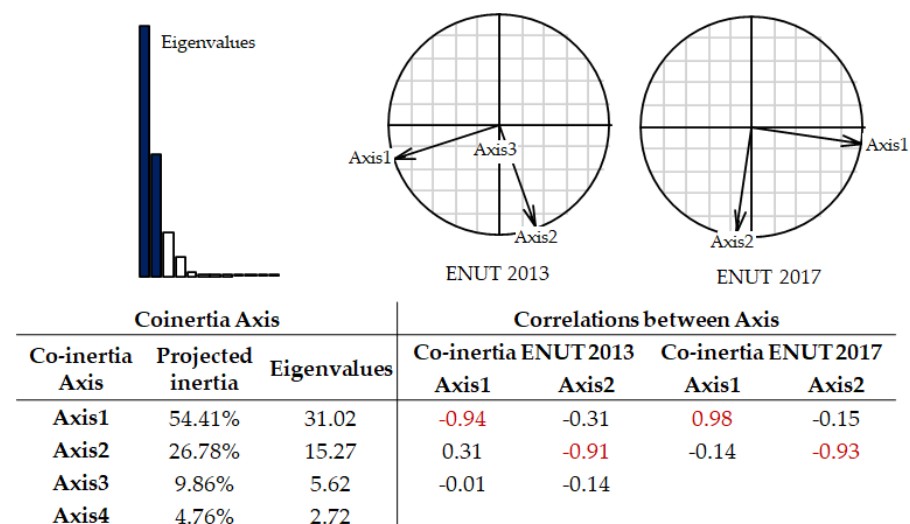 Eigenvalues
Axis1
Axis3
Axis2
Axis1
Axis2
ENUT 2013
ENUT 2017
Coinertia Axis
Correlations between Axis
Co-inertia Axis
Projected inertia
Eigenvalues
Co-inertia ENUT 2013
Co-inertia ENUT 2017
Axis1 Axis2 Axis1 Axis2
Axis1 54.41% 31.02 -0.94 -0.31 0.98 -0.15
Axis2 26.78% 15.27 0.31 -0.91 -0.14 -0.93
Axis3 9.86% 5.62 -0.01 -0.14
Axis4 4.76% 2.72